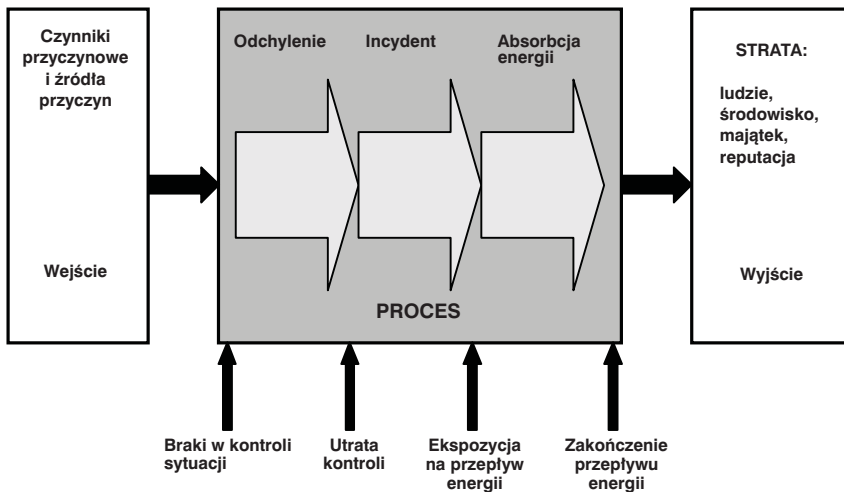 Czynniki
przyczynowe
i źródła
przyczyn
Wejście
Odchylenie
Incydent
Absorbcja
energii
PROCES
STRATA:
ludzie,
środowisko,
majątek,
reputacja
Wyjście
Braki w kontroli
sytuacji
Utrata
kontroli
Ekspozycja
na przepływ
energii
Zakończenie
przepływu
energii